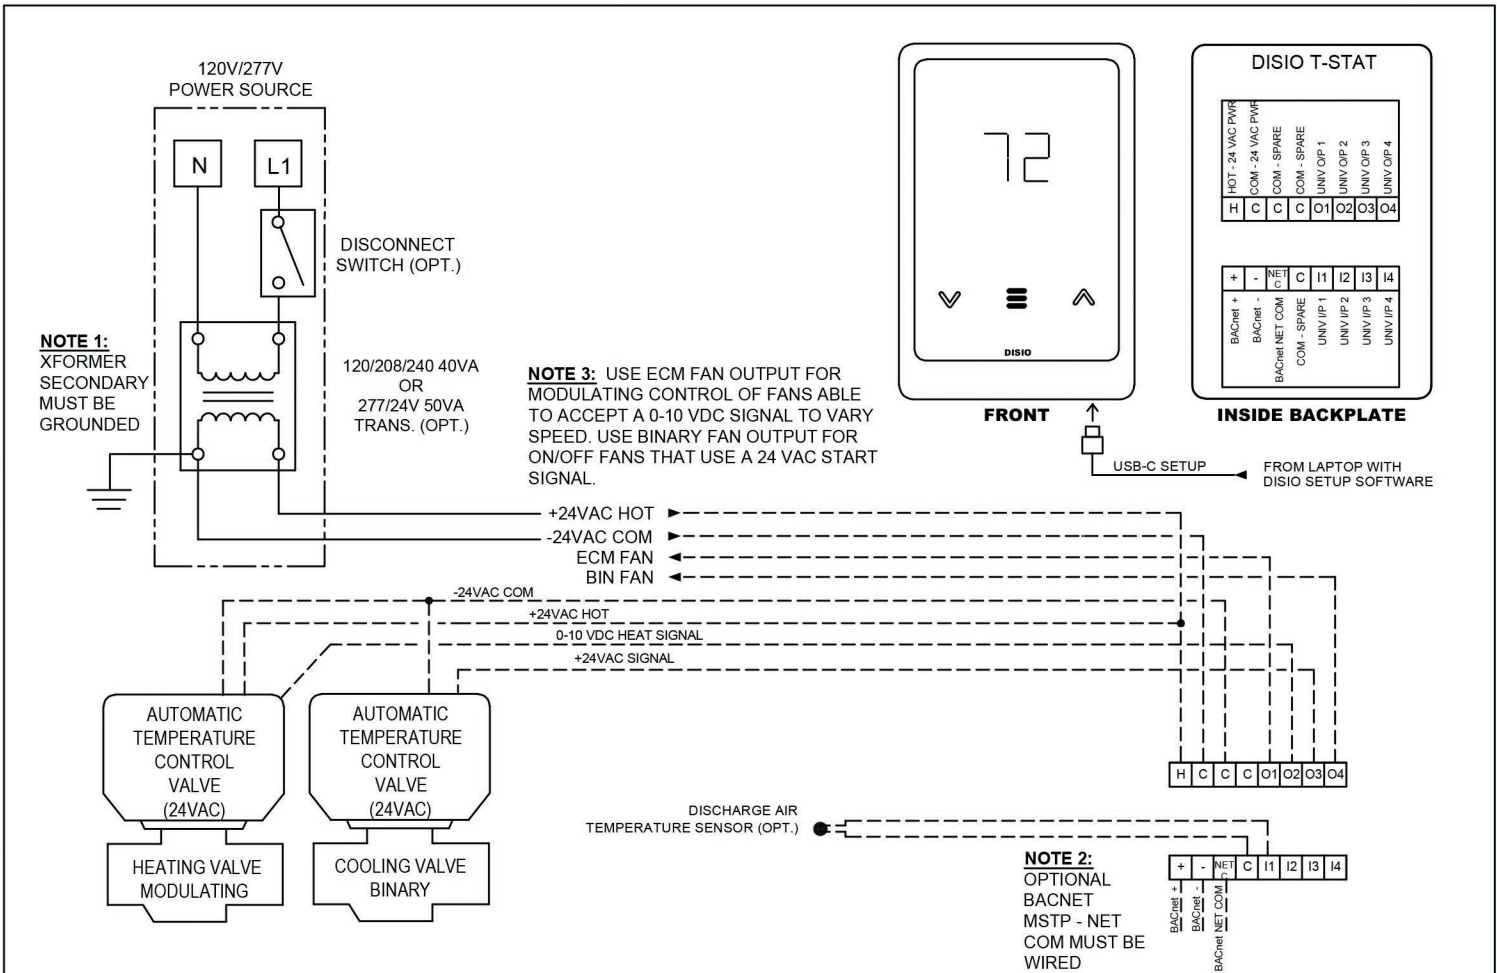 120V/277V
POWER SOURCE
N
L1
DISCONNECT
SWITCH (OPT.)
NOTE 1:
XFORMER
SECONDARY
MUST BE
GROUNDED
120/208/240 40VA
OR
277/24V 50VA
TRANS. (OPT.)
NOTE 3: USE ECM FAN OUTPUT FOR
MODULATING CONTROL OF FANS ABLE
TO ACCEPT A 0-10 VDC SIGNAL TO VARY
SPEED. USE BINARY FAN OUTPUT FOR
ON/OFF FANS THAT USE A 24 VAC START
SIGNAL.
72
DISIO
FRONT
DISIO T-STAT
HOT - 24 VAC PWR
COM - 24 VAC PWR
COM - SPARE
COM - SPARE
UNIV O/P 1
UNIV O/P 2
UNIV O/P 3
UNIV O/P 4
H C C C O1 O2 O3 O4
+ - NET C C I1 I2 I3 I4
BACnet +
BACnet -
BACnet NET COM
COM - SPARE
UNIV I/P 1
UNIV I/P 2
UNIV I/P 3
UNIV I/P 4
INSIDE BACKPLATE
USB-C SETUP
FROM LAPTOP WITH
DISIO SETUP SOFTWARE
+24VAC HOT
-24VAC COM
ECM FAN
BIN FAN
-24VAC COM
+24VAC HOT
0-10 VDC HEAT SIGNAL
+24VAC SIGNAL
AUTOMATIC
TEMPERATURE
CONTROL
VALVE
(24VAC)
HEATING VALVE
MODULATING
AUTOMATIC
TEMPERATURE
CONTROL
VALVE
(24VAC)
COOLING VALVE
BINARY
H C C C O1 O2 O3 O4
DISCHARGE AIR
TEMPERATURE SENSOR (OPT.)
NOTE 2:
OPTIONAL
BACNET
MSTP - NET
COM MUST BE
WIRED
+ - NET C C I1 I2 I3 I4
BACnet +
BACnet -
BACnet NET COM